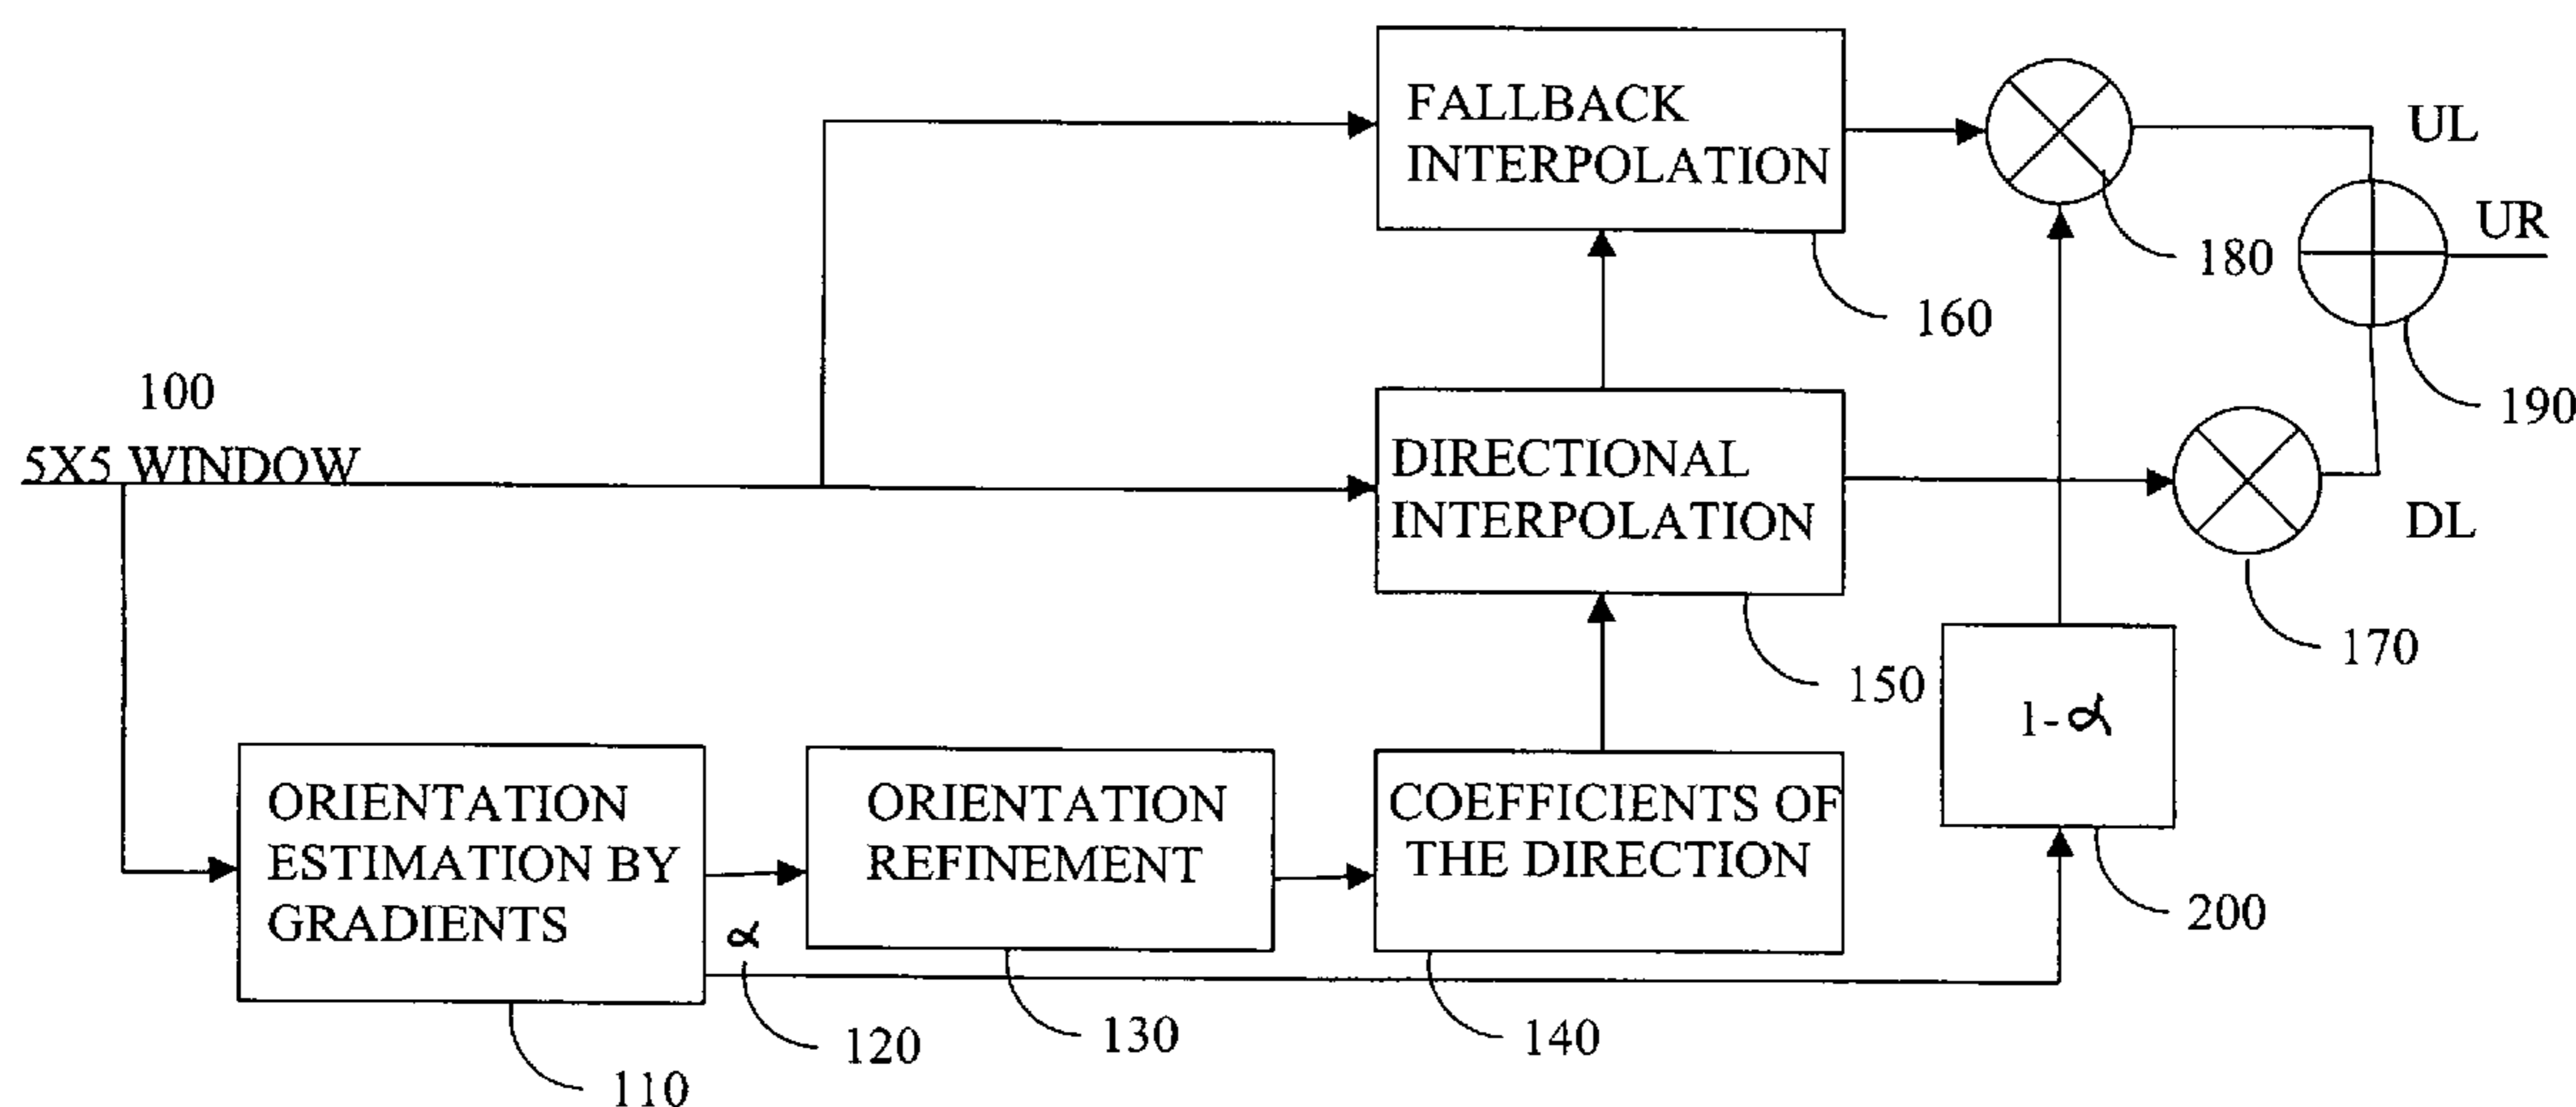 FALLBACK
INTERPOLATION
UL
UR
180
160
190
100
5X5 WINDOW
DIRECTIONAL
INTERPOLATION
DL
170
150
1-α
ORIENTATION
ESTIMATION BY
GRADIENTS
ORIENTATION
REFINEMENT
COEFFICIENTS OF
THE DIRECTION
α
200
120
130
140
110